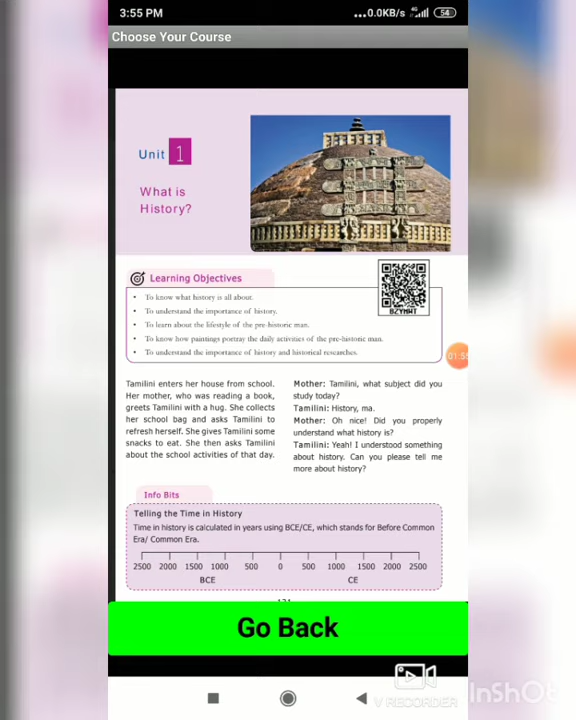 3:55 PM
...0.0KB/s 4G 54
Choose Your Course
Unit 1
What is
History?
Learning Objectives
• To know what history is all about.
• To understand the importance of history.
• To learn about the lifestyle of the pre-historic man.
• To know how paintings portray the daily activities of the pre-historic man.
• To understand the importance of history and historical researches.
BZYMWT
01:55
Tamilini enters her house from school.
Her mother, who was reading a book,
greets Tamilini with a hug. She collects
her school bag and asks Tamilini to
refresh herself. She gives Tamilini some
snacks to eat. She then asks Tamilini
about the school activities of that day.
Mother: Tamilini, what subject did you
study today?
Tamilini: History, ma.
Mother: Oh nice! Did you properly
understand what history is?
Tamilini: Yeah! I understood something
about history. Can you please tell me
more about history?
Info Bits
Telling the Time in History
Time in history is calculated in years using BCE/CE, which stands for Before Common
Era/ Common Era.
2500 2000 1500 1000 500 0 500 1000 1500 2000 2500
BCE CE
Go Back
V RECORDER
InShOt